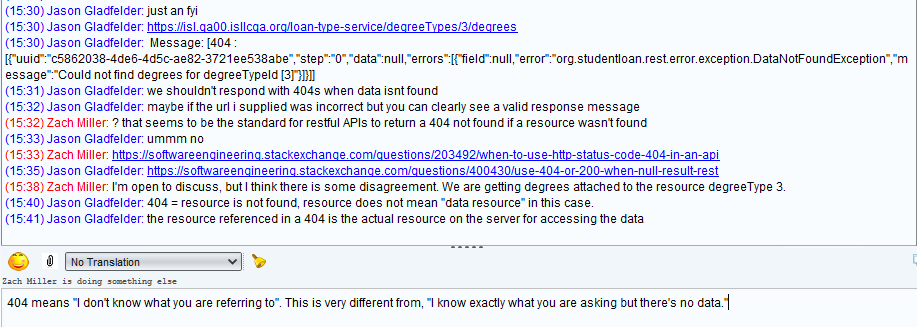 (15:30) Jason Gladfelder: just an fyi
(15:30) Jason Gladfelder: https://isl.qa00.isllcga.org/loan-type-service/degreeTypes/3/degrees
(15:30) Jason Gladfelder:  Message: [404 :
[{"uuid":"c5862038-4de6-4d5c-ae82-3721ee538abe","step":"0","data":null,"errors":[{"field":null,"error":"org.studentloan.rest.error.exception.DataNotFoundException","m
essage":"Could not find degrees for degreeTypeId [3]"}]}]]
(15:31) Jason Gladfelder: we shouldn't respond with 404s when data isnt found
(15:32) Jason Gladfelder: maybe if the url i supplied was incorrect but you can clearly see a valid response message
(15:32) Zach Miller: ? that seems to be the standard for restful APIs to return a 404 not found if a resource wasn't found
(15:33) Jason Gladfelder: ummm no
(15:33) Zach Miller: https://softwareengineering.stackexchange.com/questions/203492/when-to-use-http-status-code-404-in-an-api
(15:35) Jason Gladfelder: https://softwareengineering.stackexchange.com/questions/400430/use-404-or-200-when-null-result-rest
(15:38) Zach Miller: I'm open to discuss, but I think there is some disagreement. We are getting degrees attached to the resource degreeType 3.
(15:40) Jason Gladfelder: 404 = resource is not found, resource does not mean "data resource" in this case.
(15:41) Jason Gladfelder: the resource referenced in a 404 is the actual resource on the server for accessing the data
No Translation
Zach Miller is doing something else
404 means "I don't know what you are referring to". This is very different from, "I know exactly what you are asking but there's no data."